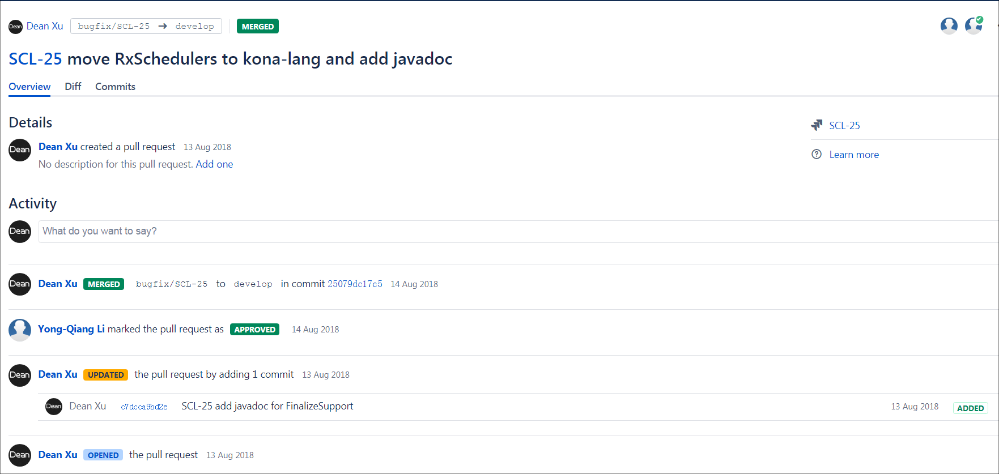 Dean Dean Xu bugfix/SCL-25 → develop MERGED
SCL-25 move RxSchedulers to kona-lang and add javadoc
Overview Diff Commits
Details
Dean Dean Xu created a pull request 13 Aug 2018
No description for this pull request. Add one
SCL-25
Learn more
Activity
Dean What do you want to say?
Dean Dean Xu MERGED bugfix/SCL-25 to develop in commit 25079dc17c5 14 Aug 2018
Yong-Qiang Li marked the pull request as APPROVED 14 Aug 2018
Dean Dean Xu UPDATED the pull request by adding 1 commit 13 Aug 2018
Dean Dean Xu c7dcca9bd2e SCL-25 add javadoc for FinalizeSupport 13 Aug 2018 ADDED
Dean Dean Xu OPENED the pull request 13 Aug 2018